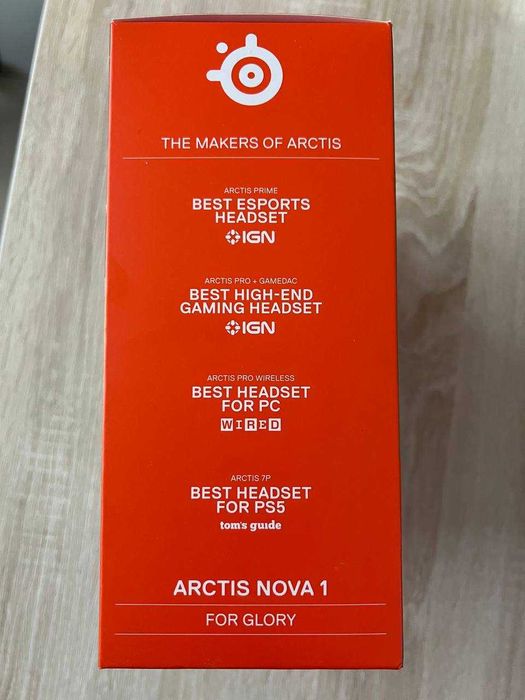 THE MAKERS OF ARCTIS
ARCTIS PRIME
BEST ESPORTS
HEADSET
IGN
ARCTIS PRO + GAMEDAC
BEST HIGH-END
GAMING HEADSET
IGN
ARCTIS PRO WIRELESS
BEST HEADSET
FOR PC
WIRED
ARCTIS 7P
BEST HEADSET
FOR PS5
tom's guide
ARCTIS NOVA 1
FOR GLORY